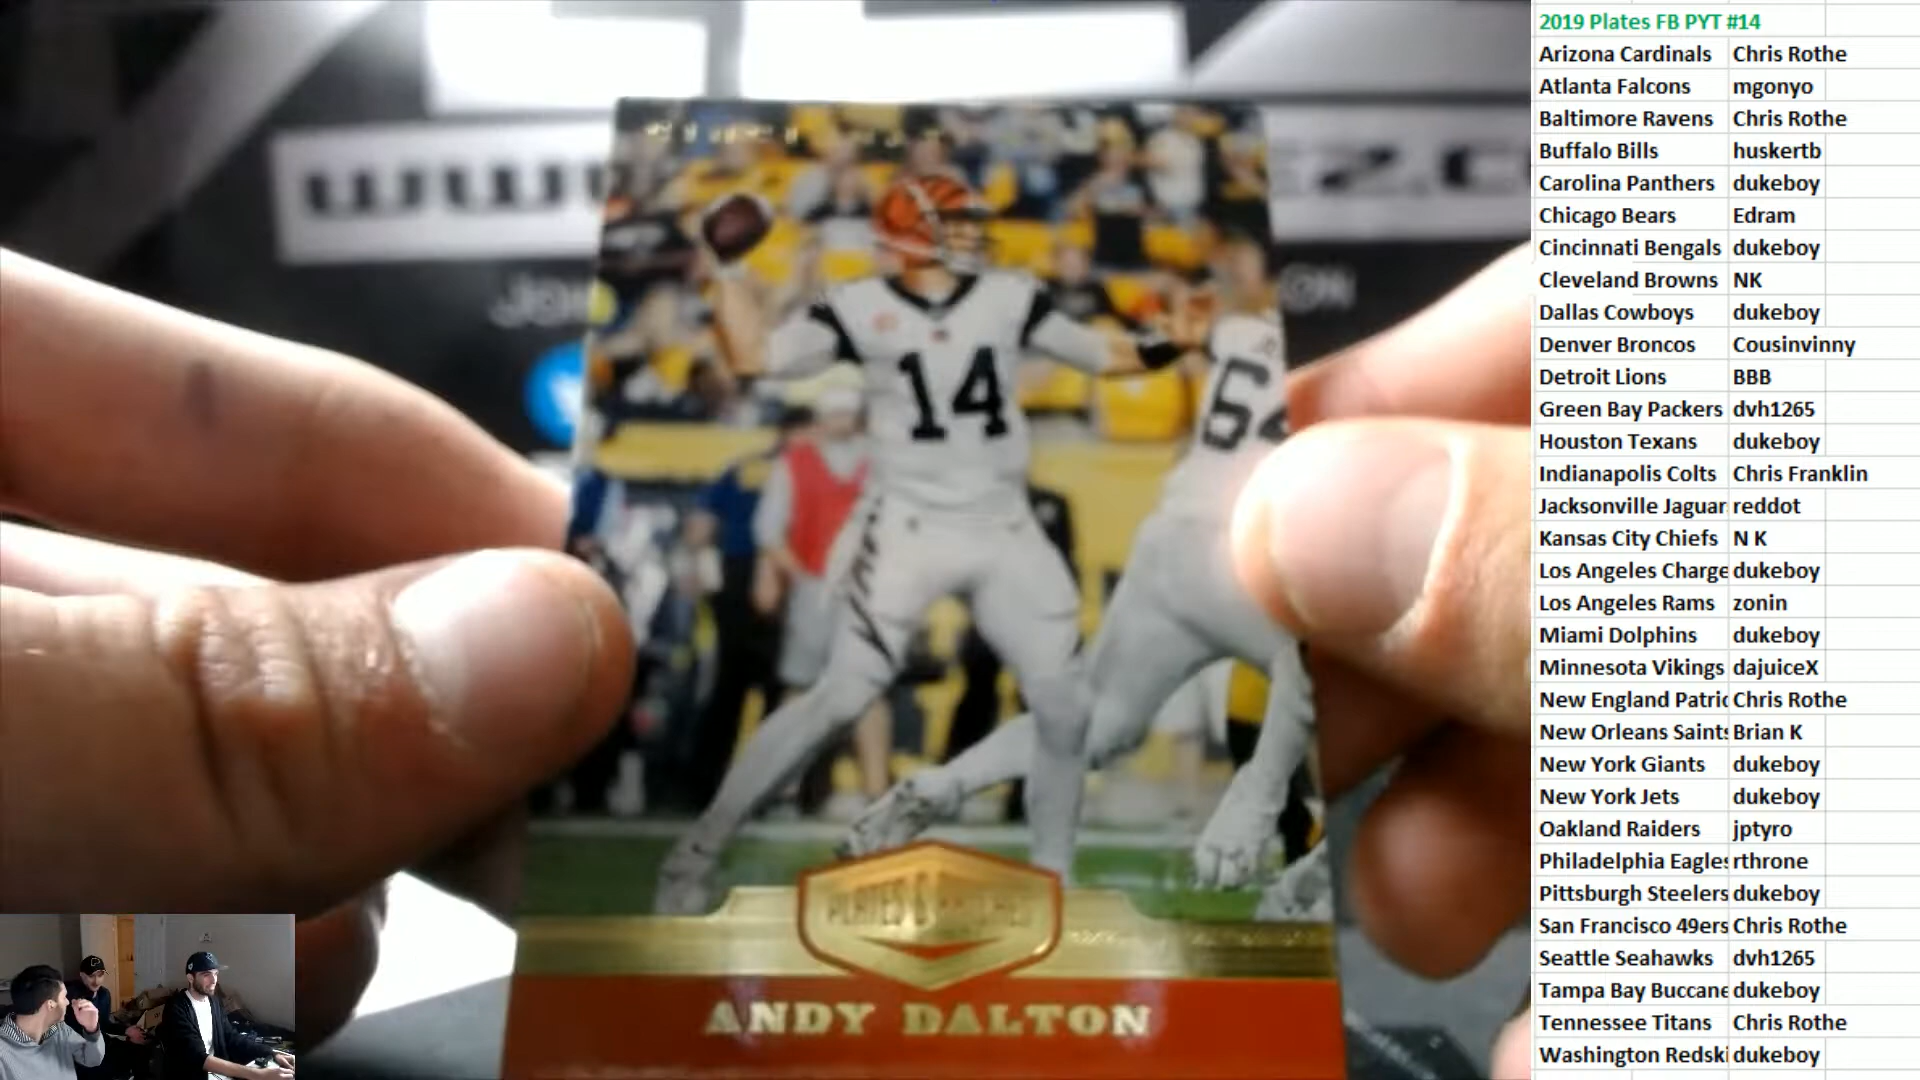 2019 Plates FB PYT #14
Arizona Cardinals Chris Rothe
Atlanta Falcons mgonyo
Baltimore Ravens Chris Rothe
Buffalo Bills huskertb
Carolina Panthers dukeboy
Chicago Bears Edram
Cincinnati Bengals dukeboy
Cleveland Browns NK
Dallas Cowboys dukeboy
Denver Broncos Cousinvinny
Detroit Lions BBB
Green Bay Packers dvh1265
Houston Texans dukeboy
Indianapolis Colts Chris Franklin
Jacksonville Jaguar reddot
Kansas City Chiefs N K
Los Angeles Charge dukeboy
Los Angeles Rams zonin
Miami Dolphins dukeboy
Minnesota Vikings dajuiceX
New England Patric Chris Rothe
New Orleans Saints Brian K
New York Giants dukeboy
New York Jets dukeboy
Oakland Raiders jptyro
Philadelphia Eagles rthrone
Pittsburgh Steelers dukeboy
San Francisco 49ers Chris Rothe
Seattle Seahawks dvh1265
Tampa Bay Buccane dukeboy
Tennessee Titans Chris Rothe
Washington Redski dukeboy
14
64
PLATES & PATCHES
ANDY DALTON